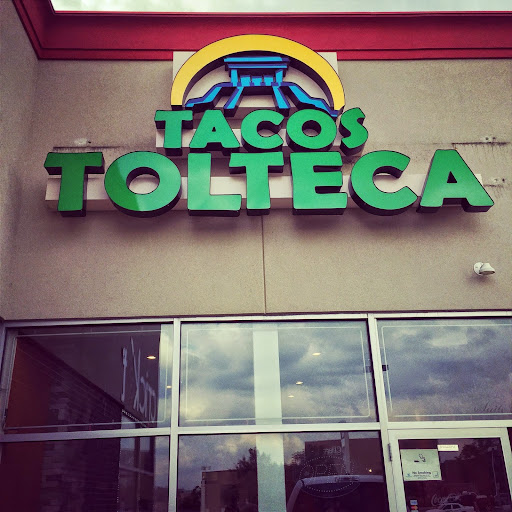 TACOS
TOLTECA
No Smoking